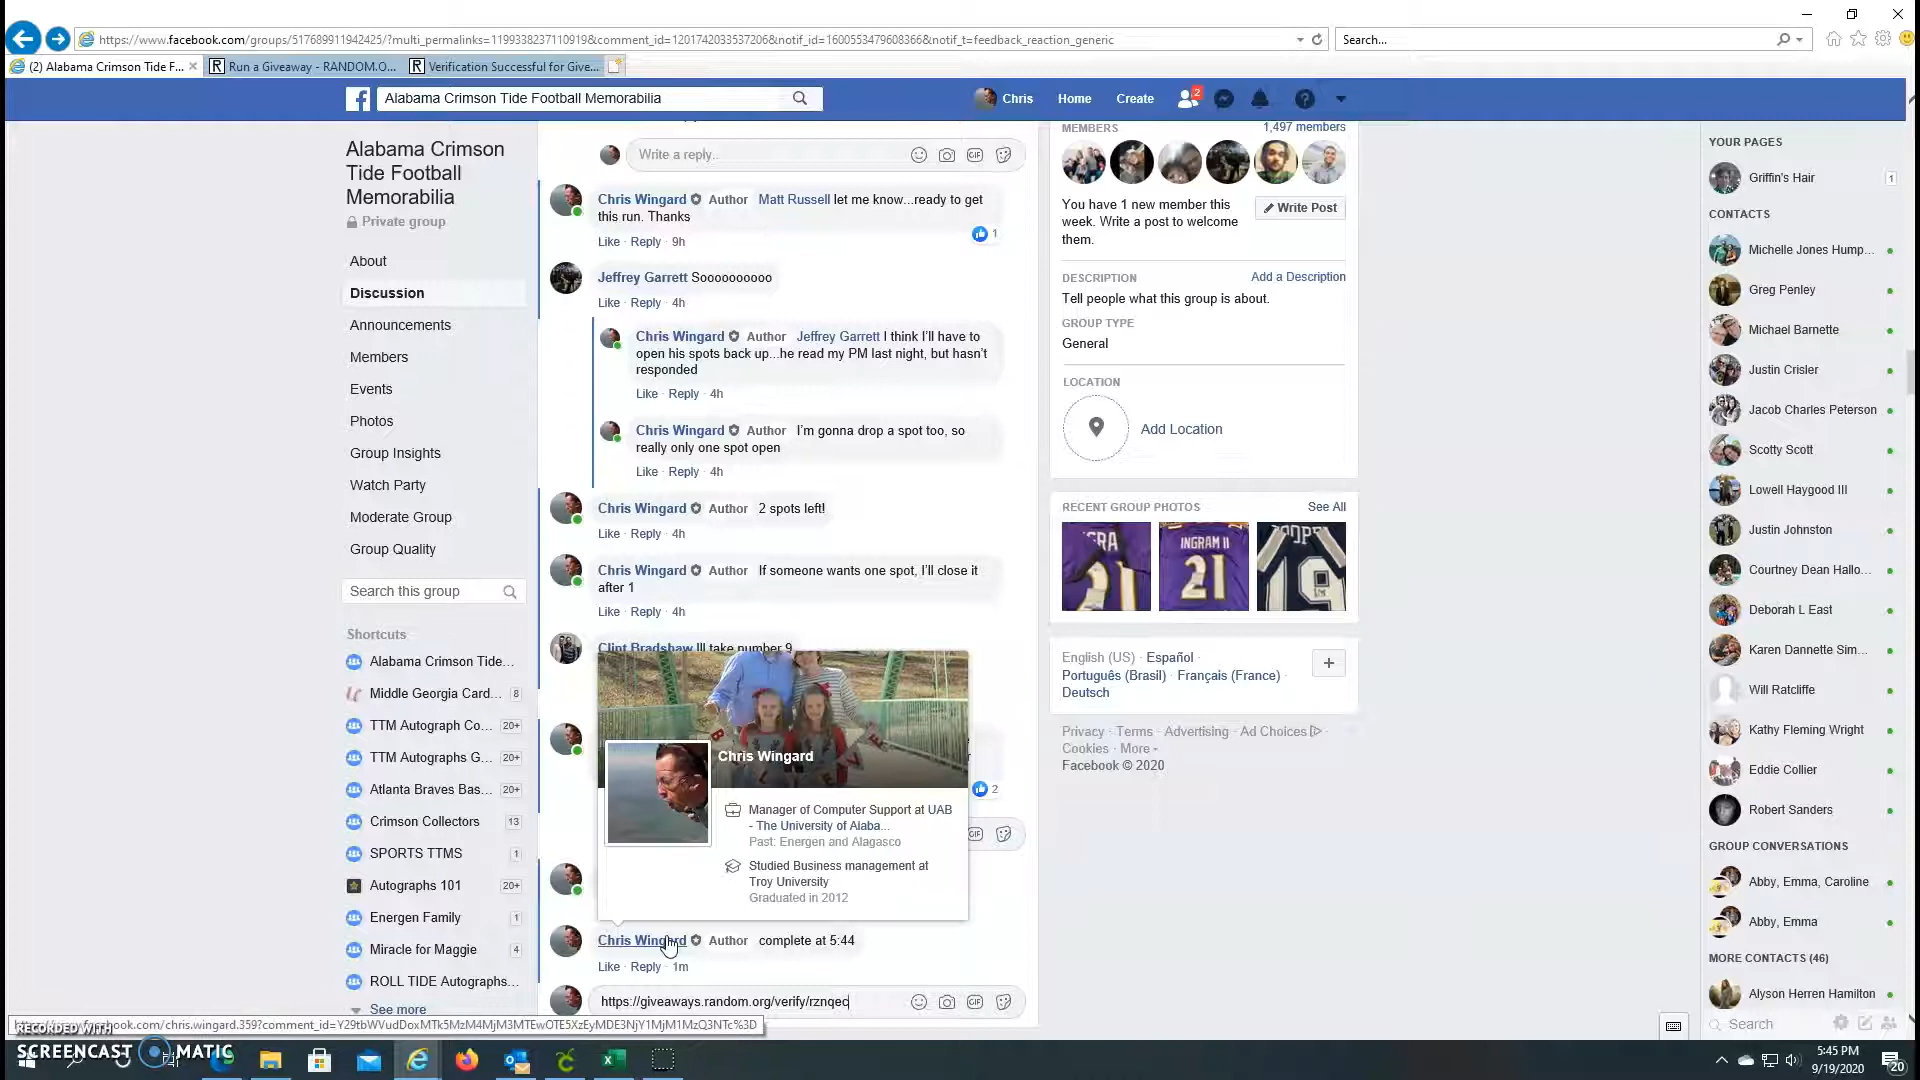 https://www.facebook.com/groups/517689911942425/?multi_permalinks=1199338237110919&comment_id=1201742033537206&notif_id=1600553479608366&notif_t=feedback_reaction_generic
Search...
(2) Alabama Crimson Tide F...
Run a Giveaway - RANDOM.O...
Verification Successful for Give...
Alabama Crimson Tide Football Memorabilia
Chris
Home
Create
2
Alabama Crimson
Tide Football
Memorabilia
Private group
About
Discussion
Announcements
Members
Events
Photos
Group Insights
Watch Party
Moderate Group
Group Quality
Search this group
Shortcuts
Alabama Crimson Tide...
Middle Georgia Card... 8
TTM Autograph Co... 20+
TTM Autographs G... 20+
Atlanta Braves Bas... 20+
Crimson Collectors 13
SPORTS TTMS 1
Autographs 101 20+
Energen Family 1
Miracle for Maggie 4
ROLL TIDE Autographs...
See more
Write a reply...
Chris Wingard Author Matt Russell let me know...ready to get
this run. Thanks
1
Like · Reply · 9h
Jeffrey Garrett Soooooooooo
Like · Reply · 4h
Chris Wingard Author Jeffrey Garrett I think I'll have to
open his spots back up...he read my PM last night, but hasn't
responded
Like · Reply · 4h
Chris Wingard Author I'm gonna drop a spot too, so
really only one spot open
Like · Reply · 4h
Chris Wingard Author 2 spots left!
Like · Reply · 4h
Chris Wingard Author If someone wants one spot, I'll close it
after 1
Like · Reply · 4h
Clint Bradshaw Ill take number 9
Chris Wingard
2
Manager of Computer Support at UAB
- The University of Alaba...
Past: Energen and Alagasco
Studied Business management at
Troy University
Graduated in 2012
Chris Wingard Author complete at 5:44
Like · Reply · 1m
https://giveaways.random.org/verify/rznqec
MEMBERS
1,497 members
You have 1 new member this
week. Write a post to welcome
them.
Write Post
DESCRIPTION
Add a Description
Tell people what this group is about.
GROUP TYPE
General
LOCATION
Add Location
RECENT GROUP PHOTOS
See All
INGRAM II
21
English (US) · Español ·
Português (Brasil) · Français (France) ·
Deutsch
Privacy · Terms · Advertising · Ad Choices
Cookies · More
Facebook © 2020
YOUR PAGES
Griffin's Hair 1
CONTACTS
Michelle Jones Hump...
Greg Penley
Michael Barnette
Justin Crisler
Jacob Charles Peterson
Scotty Scott
Lowell Haygood III
Justin Johnston
Courtney Dean Hallo...
Deborah L East
Karen Dannette Sim...
Will Ratcliffe
Kathy Fleming Wright
Eddie Collier
Robert Sanders
GROUP CONVERSATIONS
Abby, Emma, Caroline
Abby, Emma
MORE CONTACTS (46)
Alyson Herren Hamilton
Search
RECORDED WITH
SCREENCAST MATIC
5:45 PM
9/19/2020
20